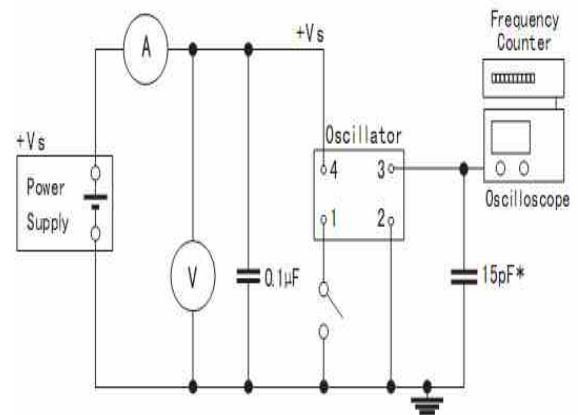 Frequency
Counter
A
+Vs
Oscillator
+Vs
4 3
1 2
Power
Supply
Oscilloscope
V
0.1µF
15pF*